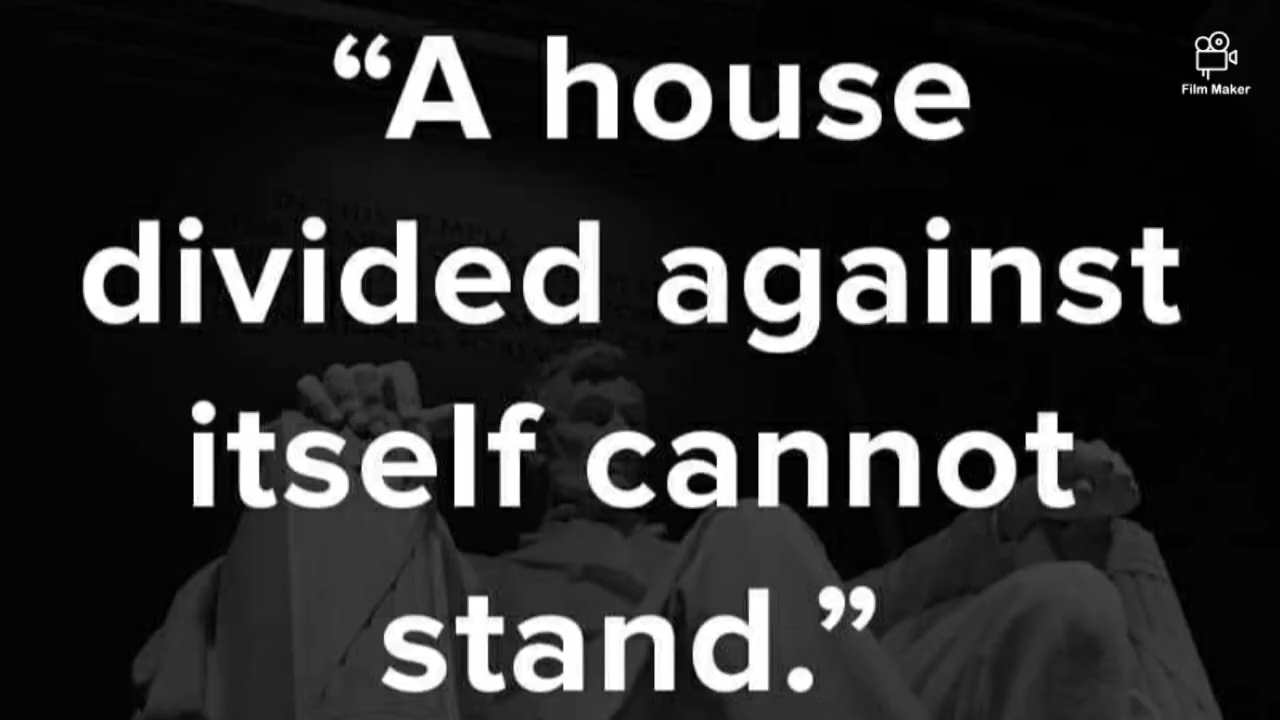 “A house
Film Maker
divided against
itself cannot
stand.”